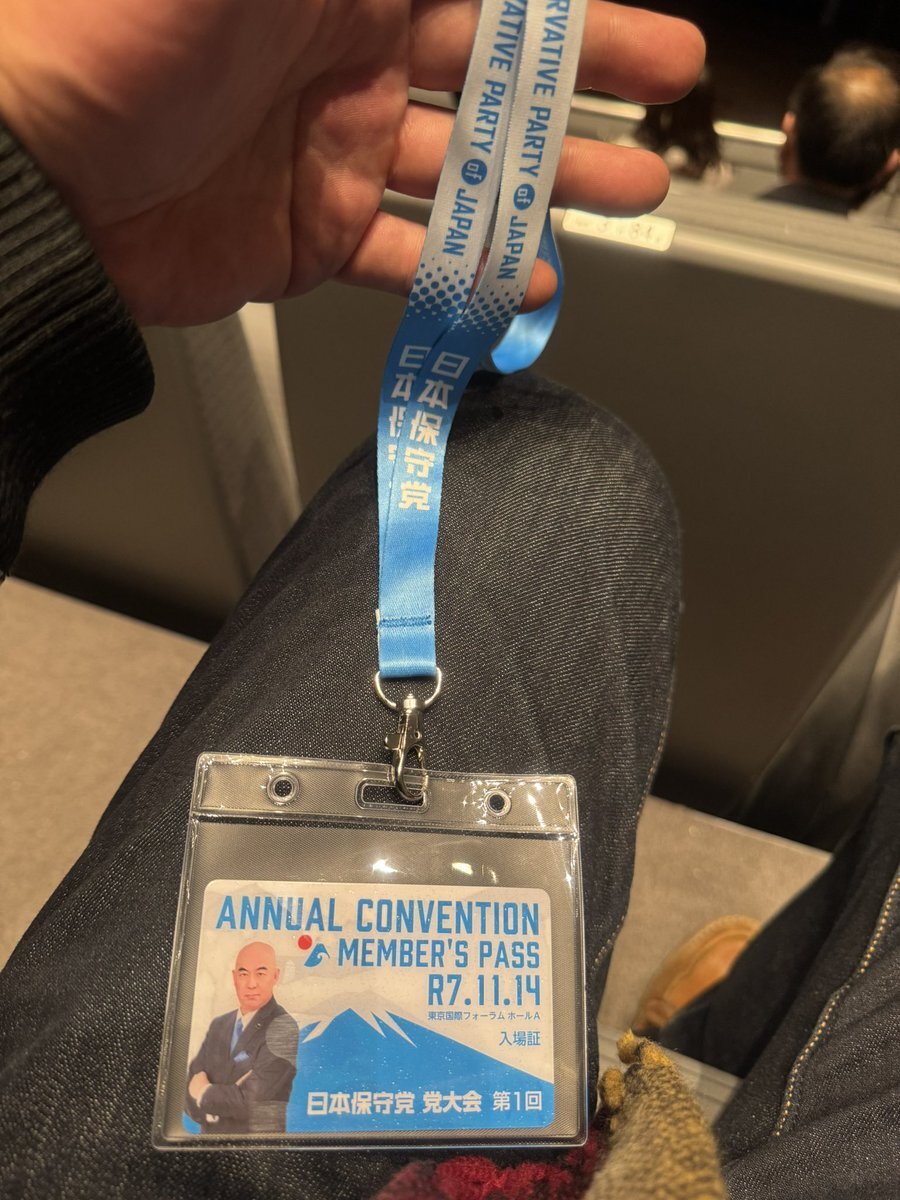 RVATIVE PARTY of JAPAN
RVATIVE PARTY of JAPAN
日本保守
日本保守党
ANNUAL CONVENTION
MEMBER'S PASS
R7.11.14
東京国際フォーラム ホールA
入場証
日本保守党 党大会 第1回